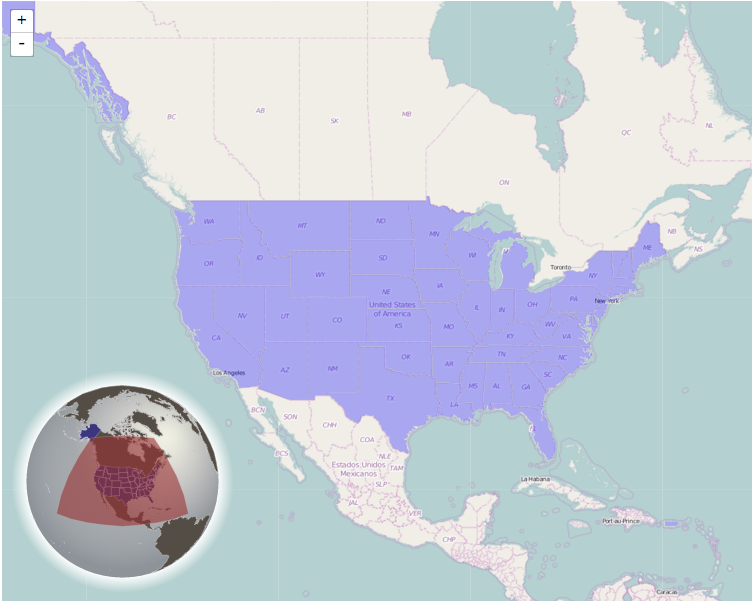 +
-
BC
AB
SK
MB
ON
QC
NL
NB
NS
WA
MT
ND
MN
ME
OR
ID
WY
SD
WI
Toronto
NY
NE
IA
PA
New York
NV
UT
CO
United States
of America
KS
IL
IN
OH
CA
MO
WV
VA
KY
Los Angeles
AZ
NM
OK
AR
TN
NC
SC
MS
AL
GA
TX
LA
BCN
SON
CHH
COA
BCS
NLE
TAM
Estados Unidos
Mexicanos
SLP
JAL
VER
CHP
La Habana
Port-au-Prince
Caracas